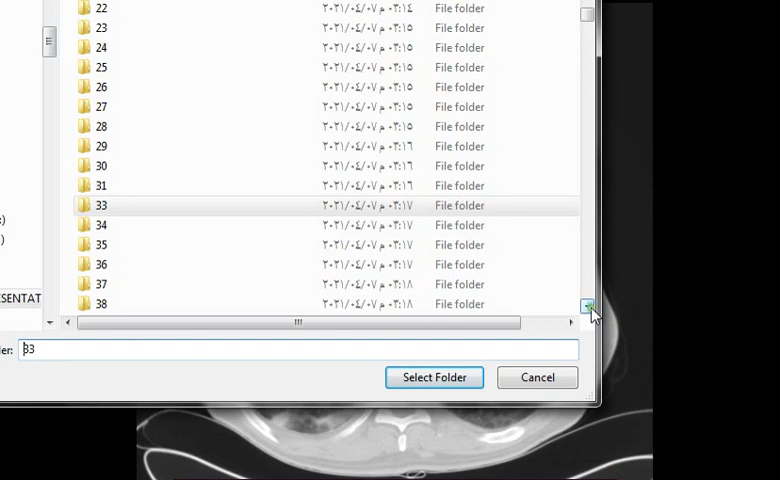 22 ٢٠٢١/٠٤/٠٧ م ٠٣:١٤ File folder
23 ٢٠٢١/٠٤/٠٧ م ٠٣:١٥ File folder
24 ٢٠٢١/٠٤/٠٧ م ٠٣:١٥ File folder
25 ٢٠٢١/٠٤/٠٧ م ٠٣:١٥ File folder
26 ٢٠٢١/٠٤/٠٧ م ٠٣:١٥ File folder
27 ٢٠٢١/٠٤/٠٧ م ٠٣:١٥ File folder
28 ٢٠٢١/٠٤/٠٧ م ٠٣:١٥ File folder
29 ٢٠٢١/٠٤/٠٧ م ٠٣:١٦ File folder
30 ٢٠٢١/٠٤/٠٧ م ٠٣:١٦ File folder
31 ٢٠٢١/٠٤/٠٧ م ٠٣:١٦ File folder
33 ٢٠٢١/٠٤/٠٧ م ٠٣:١٧ File folder
:)
34 ٢٠٢١/٠٤/٠٧ م ٠٣:١٧ File folder
)
35 ٢٠٢١/٠٤/٠٧ م ٠٣:١٧ File folder
36 ٢٠٢١/٠٤/٠٧ م ٠٣:١٧ File folder
37 ٢٠٢١/٠٤/٠٧ م ٠٣:١٨ File folder
ESENTAT
38 ٢٠٢١/٠٤/٠٧ م ٠٣:١٨ File folder
der: 33
Select Folder Cancel